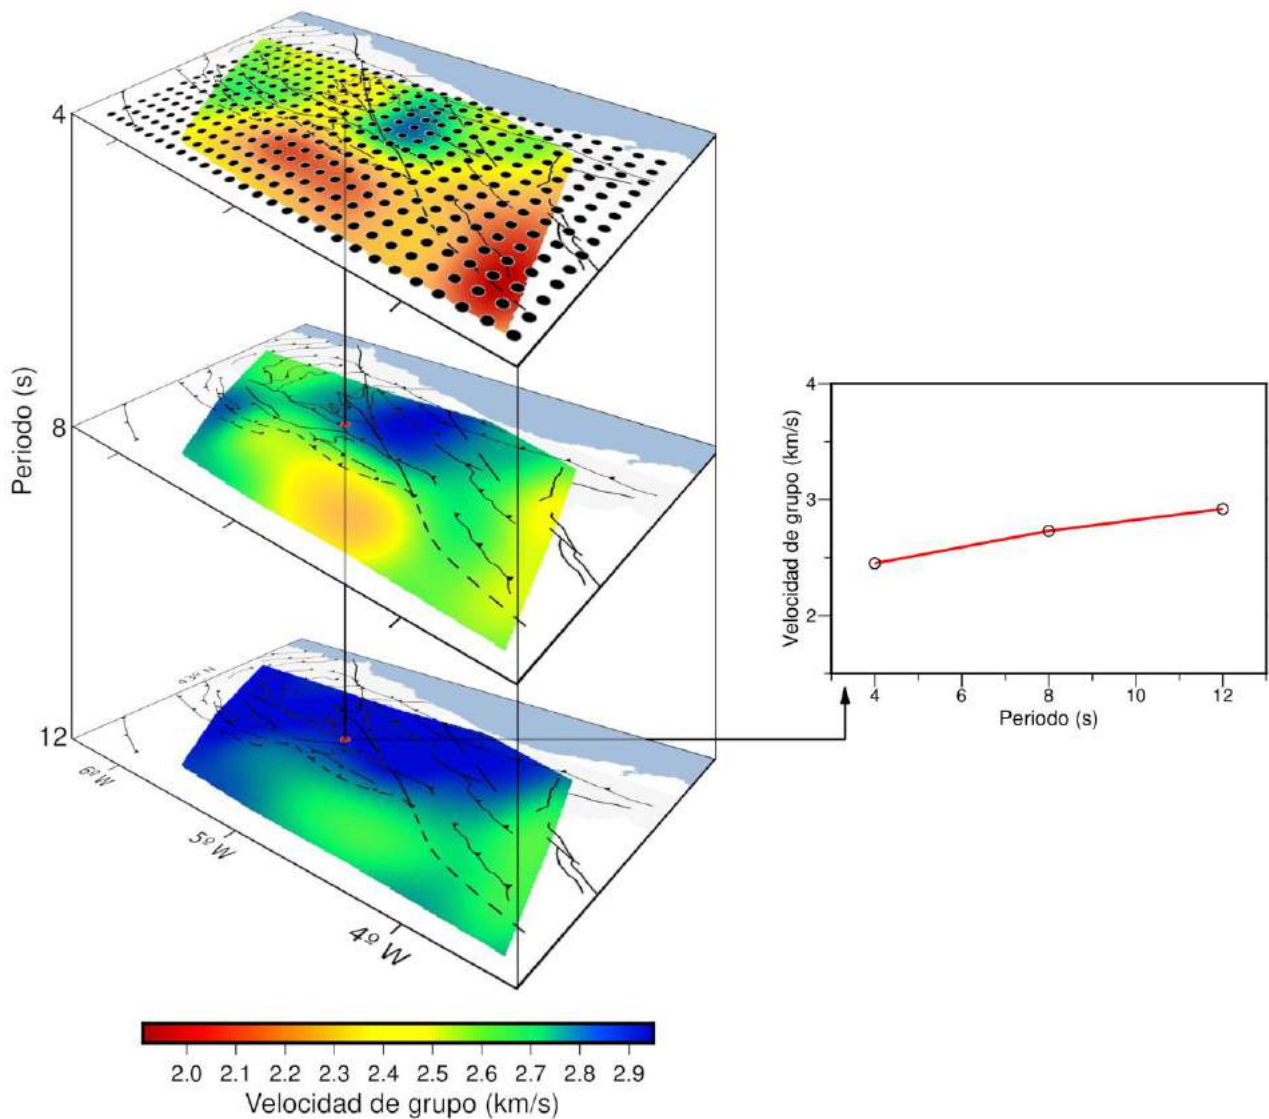 4
Periodo (s)
8
12
43º N
6º W
5º W
4º W
2.0 2.1 2.2 2.3 2.4 2.5 2.6 2.7 2.8 2.9
Velocidad de grupo (km/s)
4
3
2
Velocidad de grupo (km/s)
4 6 8 10 12
Periodo (s)